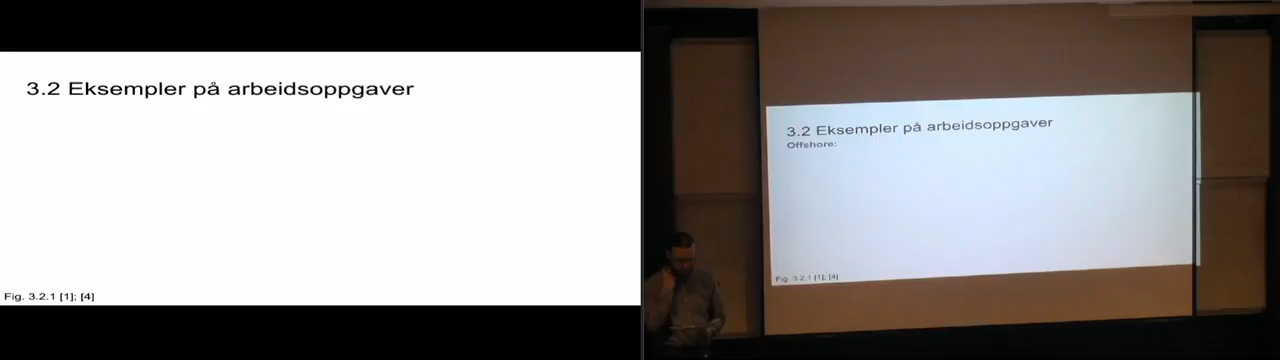 3.2 Eksempler på arbeidsoppgaver
Fig. 3.2.1 [1]; [4]
3.2 Eksempler på arbeidsoppgaver
Offshore:
Fig. 3.2.1 [1]; [4]